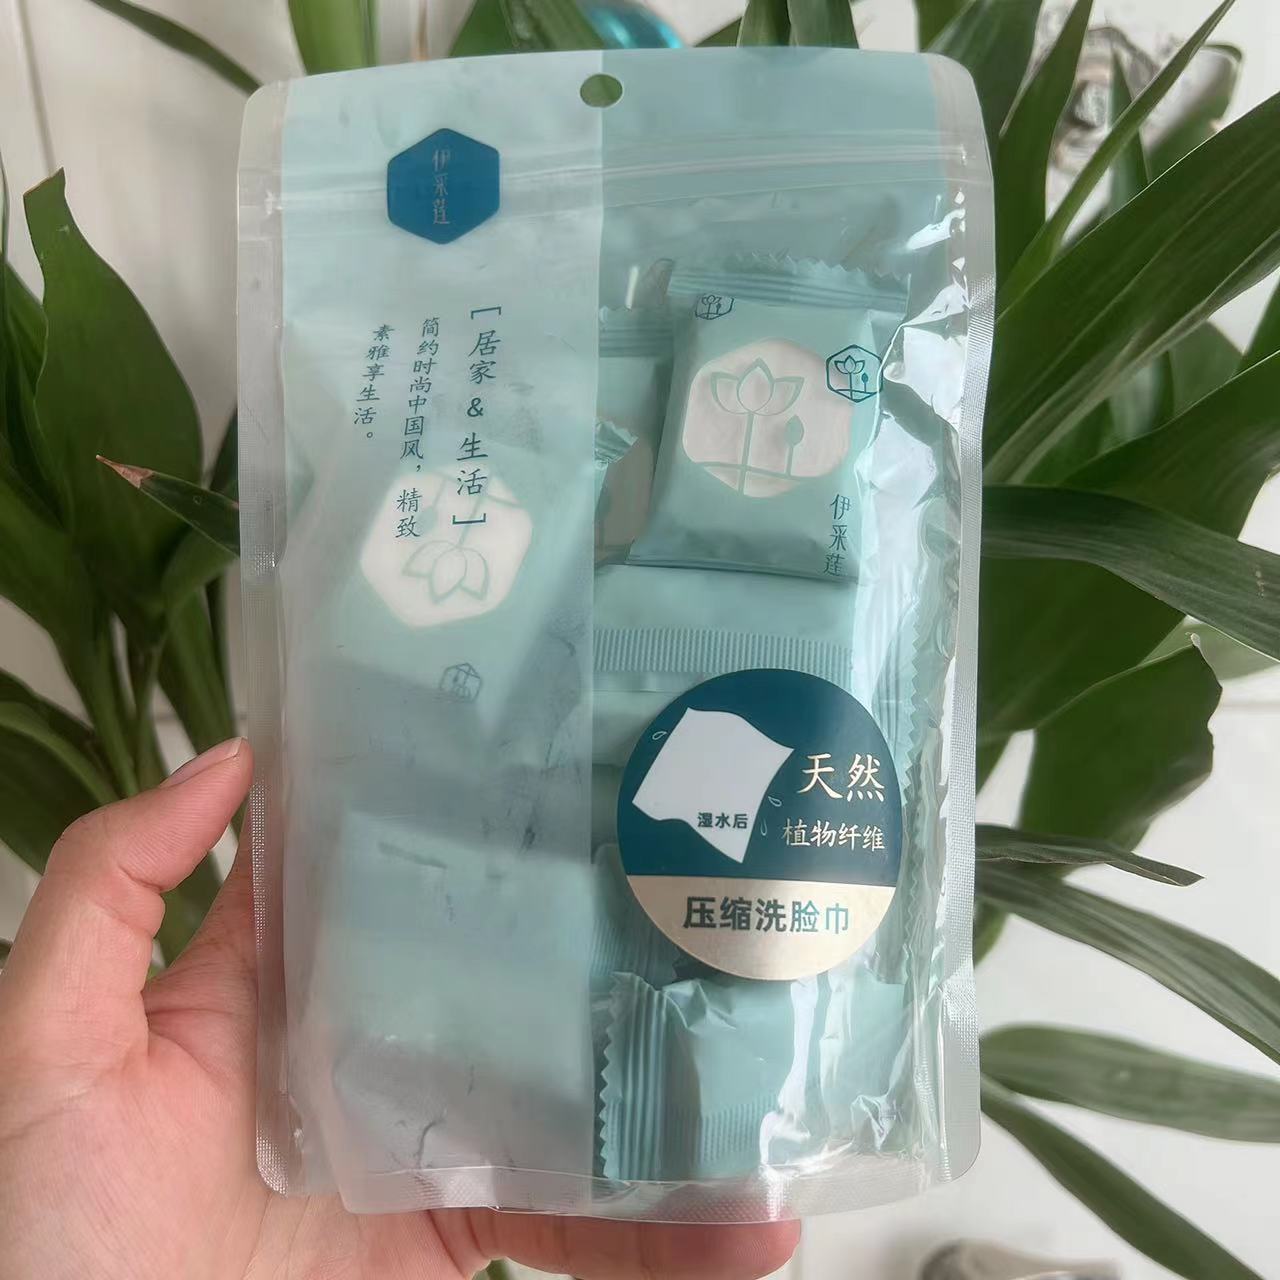 伊采莲
[居家&生活]
简约时尚中国风，精致
素雅享生活。
伊采莲
湿水后
天然
植物纤维
压缩洗脸巾